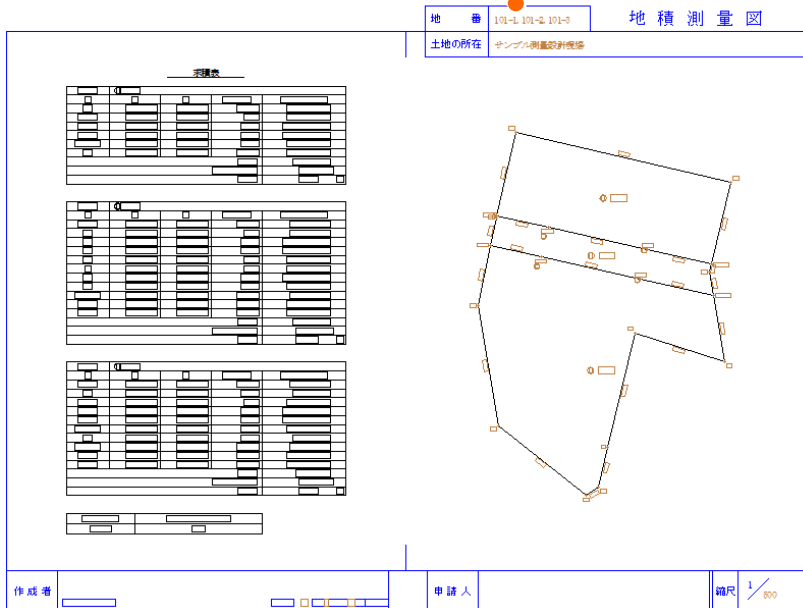 地番 101-1, 101-2, 101-3
地積測量図
土地の所在 サンプル測量設計現場
求積表
作成者
申請人
縮尺 1/500